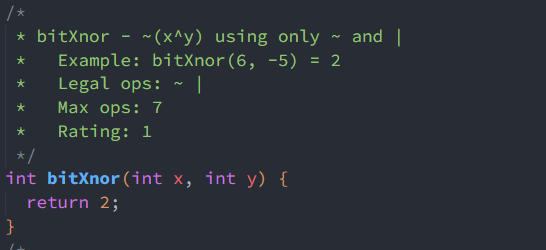 /*
 * bitXnor - ~(x^y) using only ~ and |
 *   Example: bitXnor(6, -5) = 2
 *   Legal ops: ~ |
 *   Max ops: 7
 *   Rating: 1
 */
int bitXnor(int x, int y) {
  return 2;
}